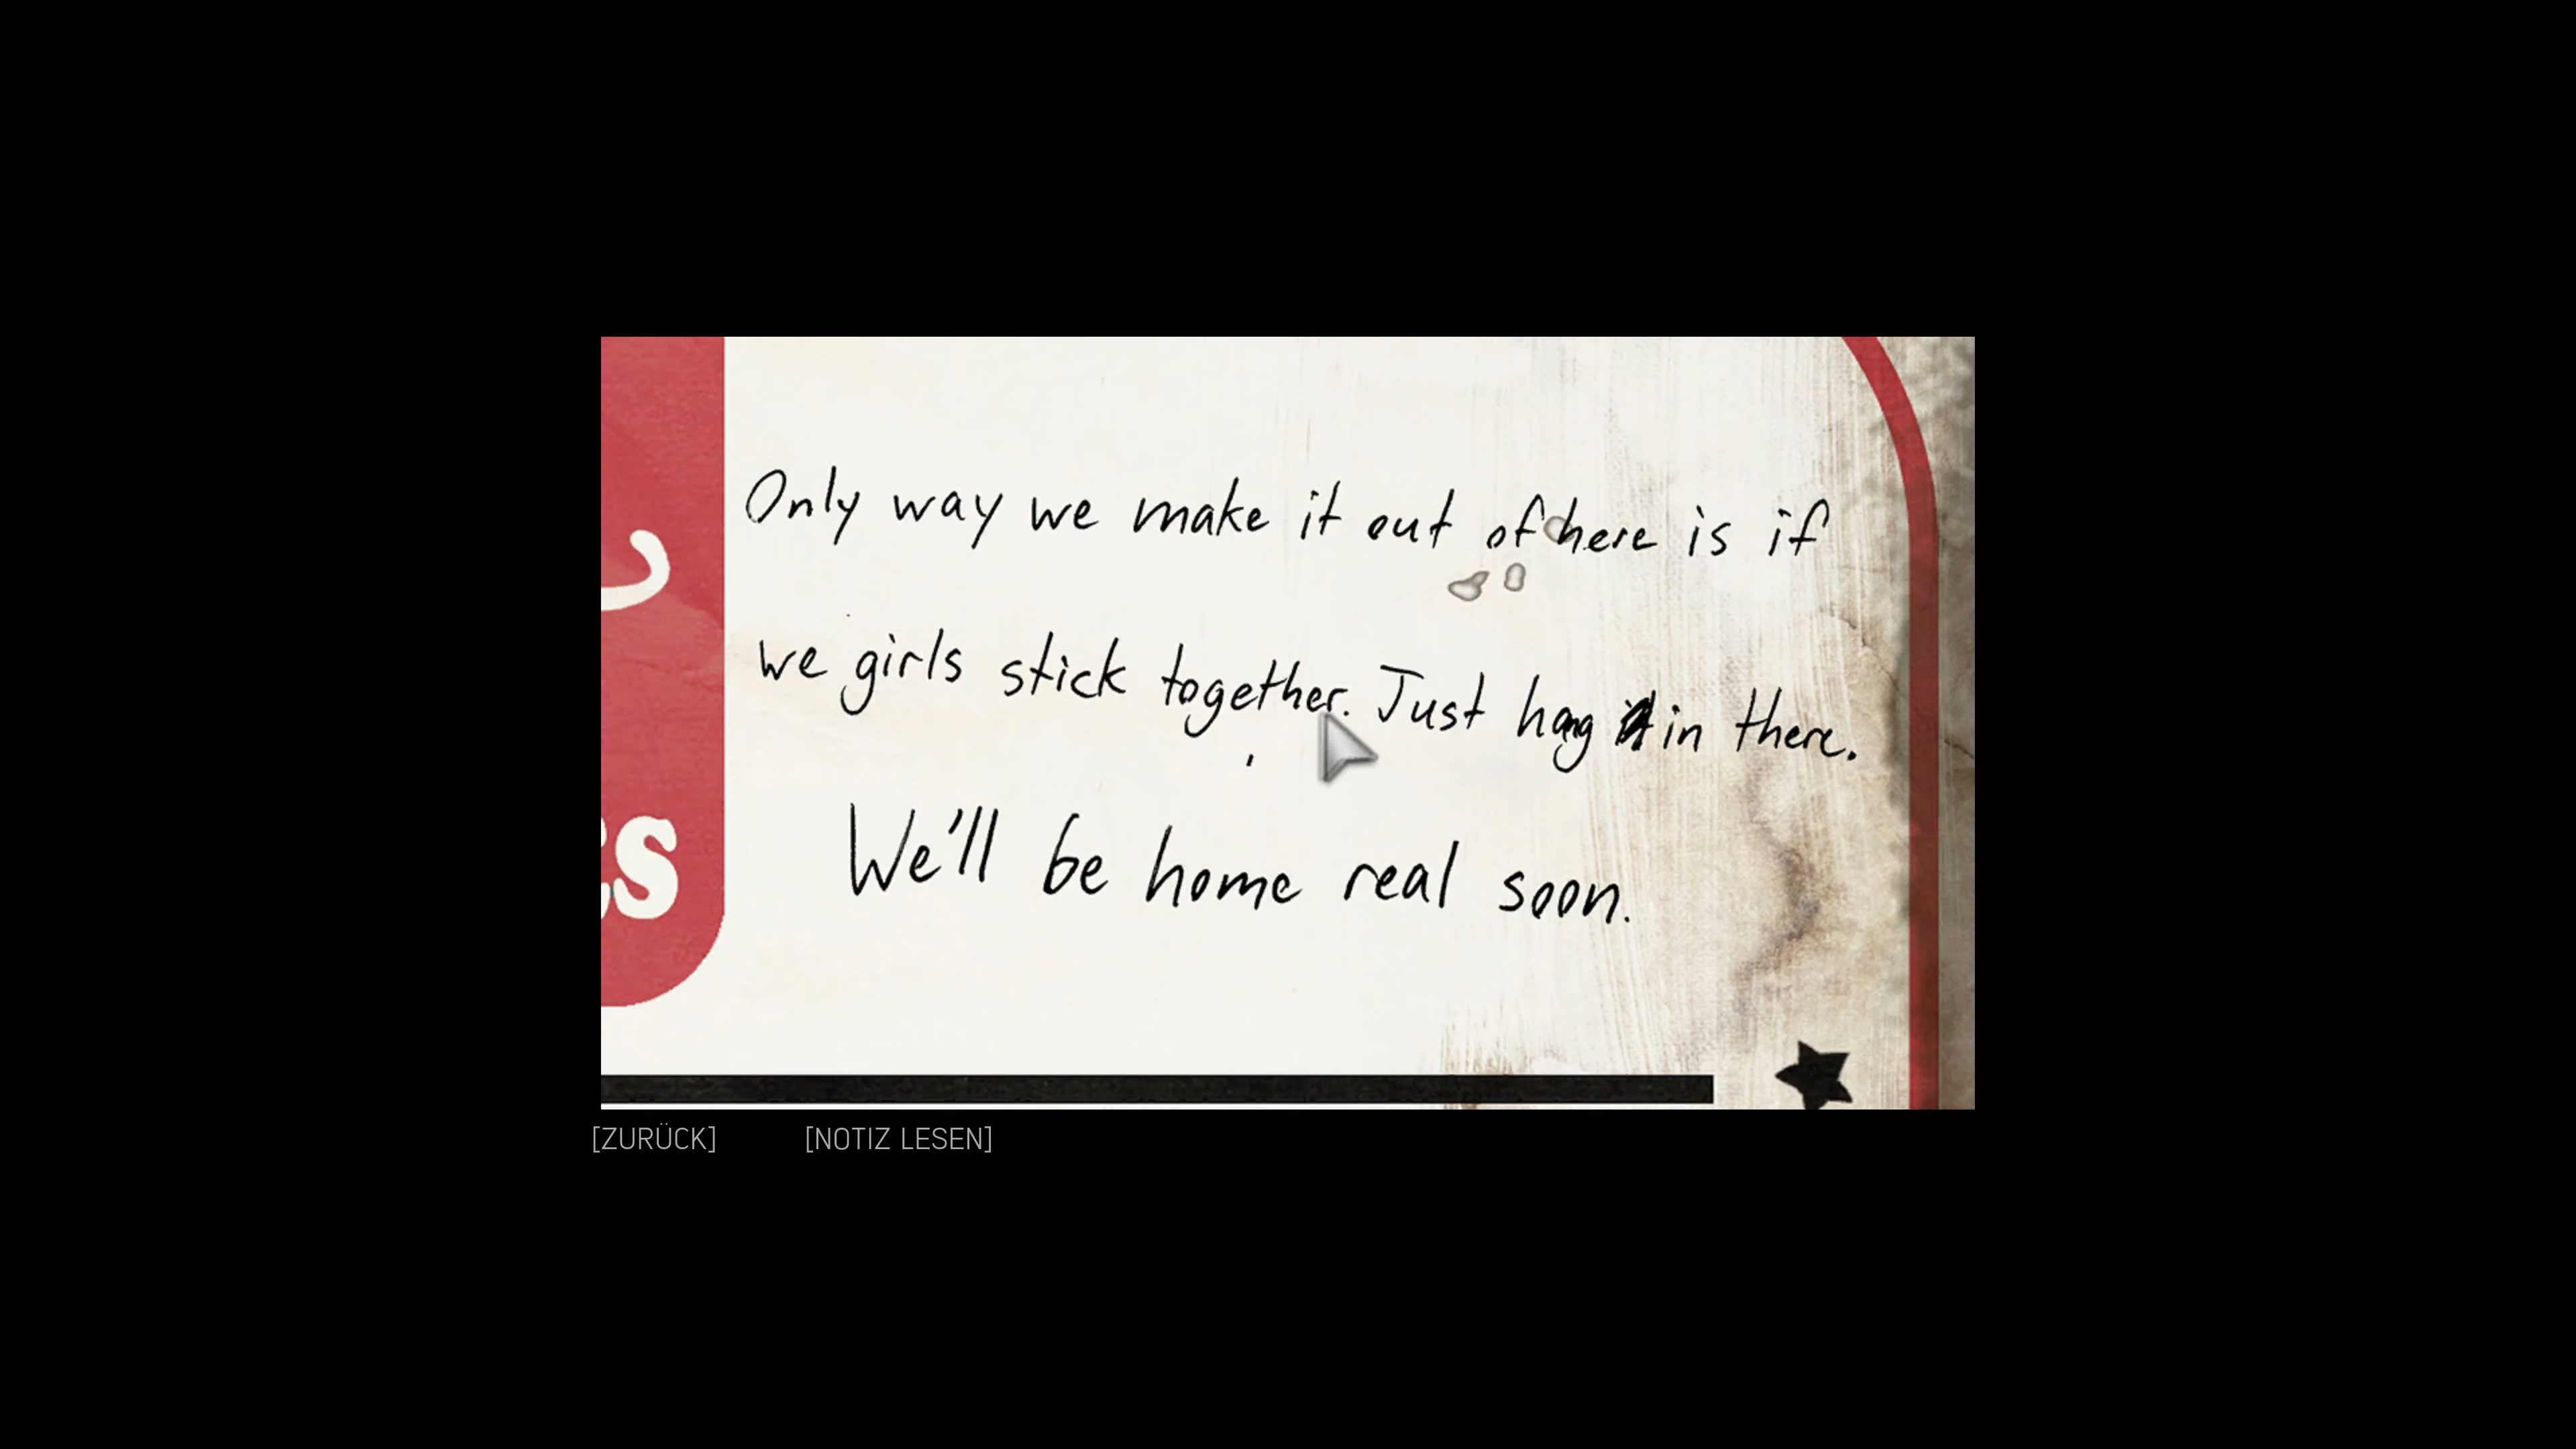 Only way we make it out of here is if
we girls stick together. Just hang in there.
We'll be home real soon.
[ZURÜCK] [NOTIZ LESEN]